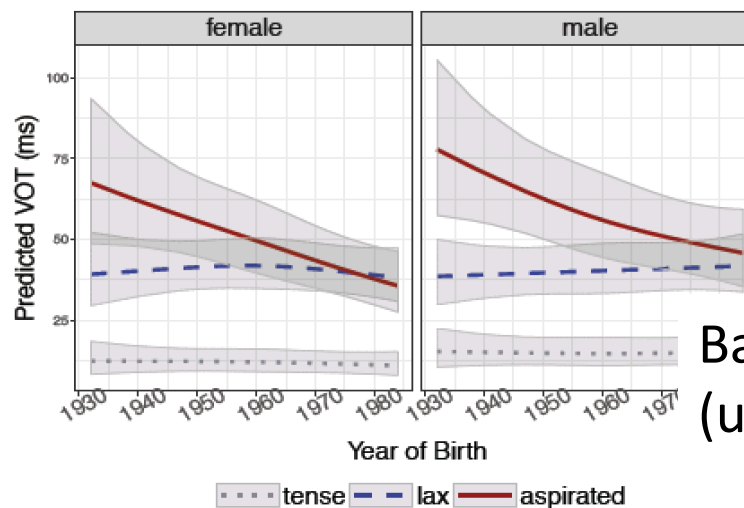 female
male
Predicted VOT (ms)
100
75
50
25
1930 1940 1950 1960 1970 1980
1930 1940 1950 1960
Year of Birth
tense lax aspirated